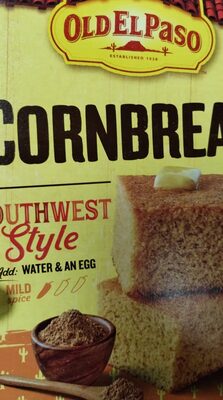 OLD EL PASO
ESTABLISHED 1938
CORNBREA
OUTHWEST
Style
Add: WATER & AN EGG
MILD
spice